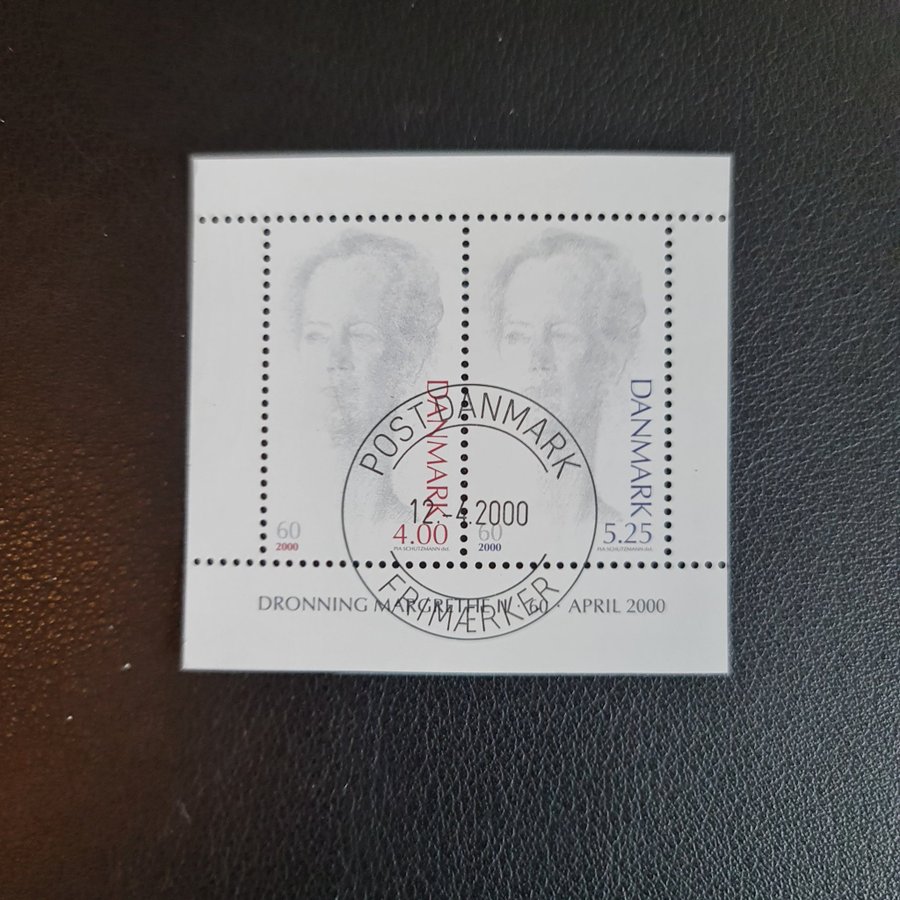 DANMARK
60
2000
4.00
PIA SCHUTZMANN del.
DANMARK
60
2000
5.25
PIA SCHUTZMANN del.
POST DANMARK
12.-4.2000
FRIMÆRKER
DRONNING MARGRETHE II · 60 · APRIL 2000